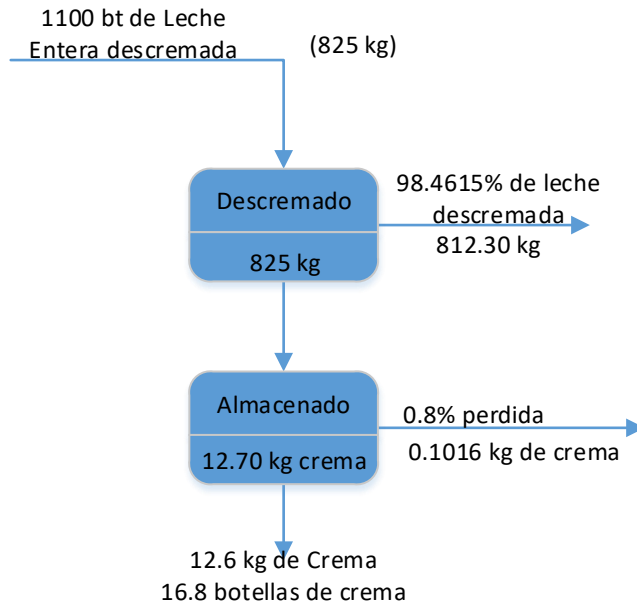 1100 bt de Leche
Entera descremada
(825 kg)
Descremado
825 kg
98.4615% de leche
descremada
812.30 kg
Almacenado
12.70 kg crema
0.8% perdida
0.1016 kg de crema
12.6 kg de Crema
16.8 botellas de crema